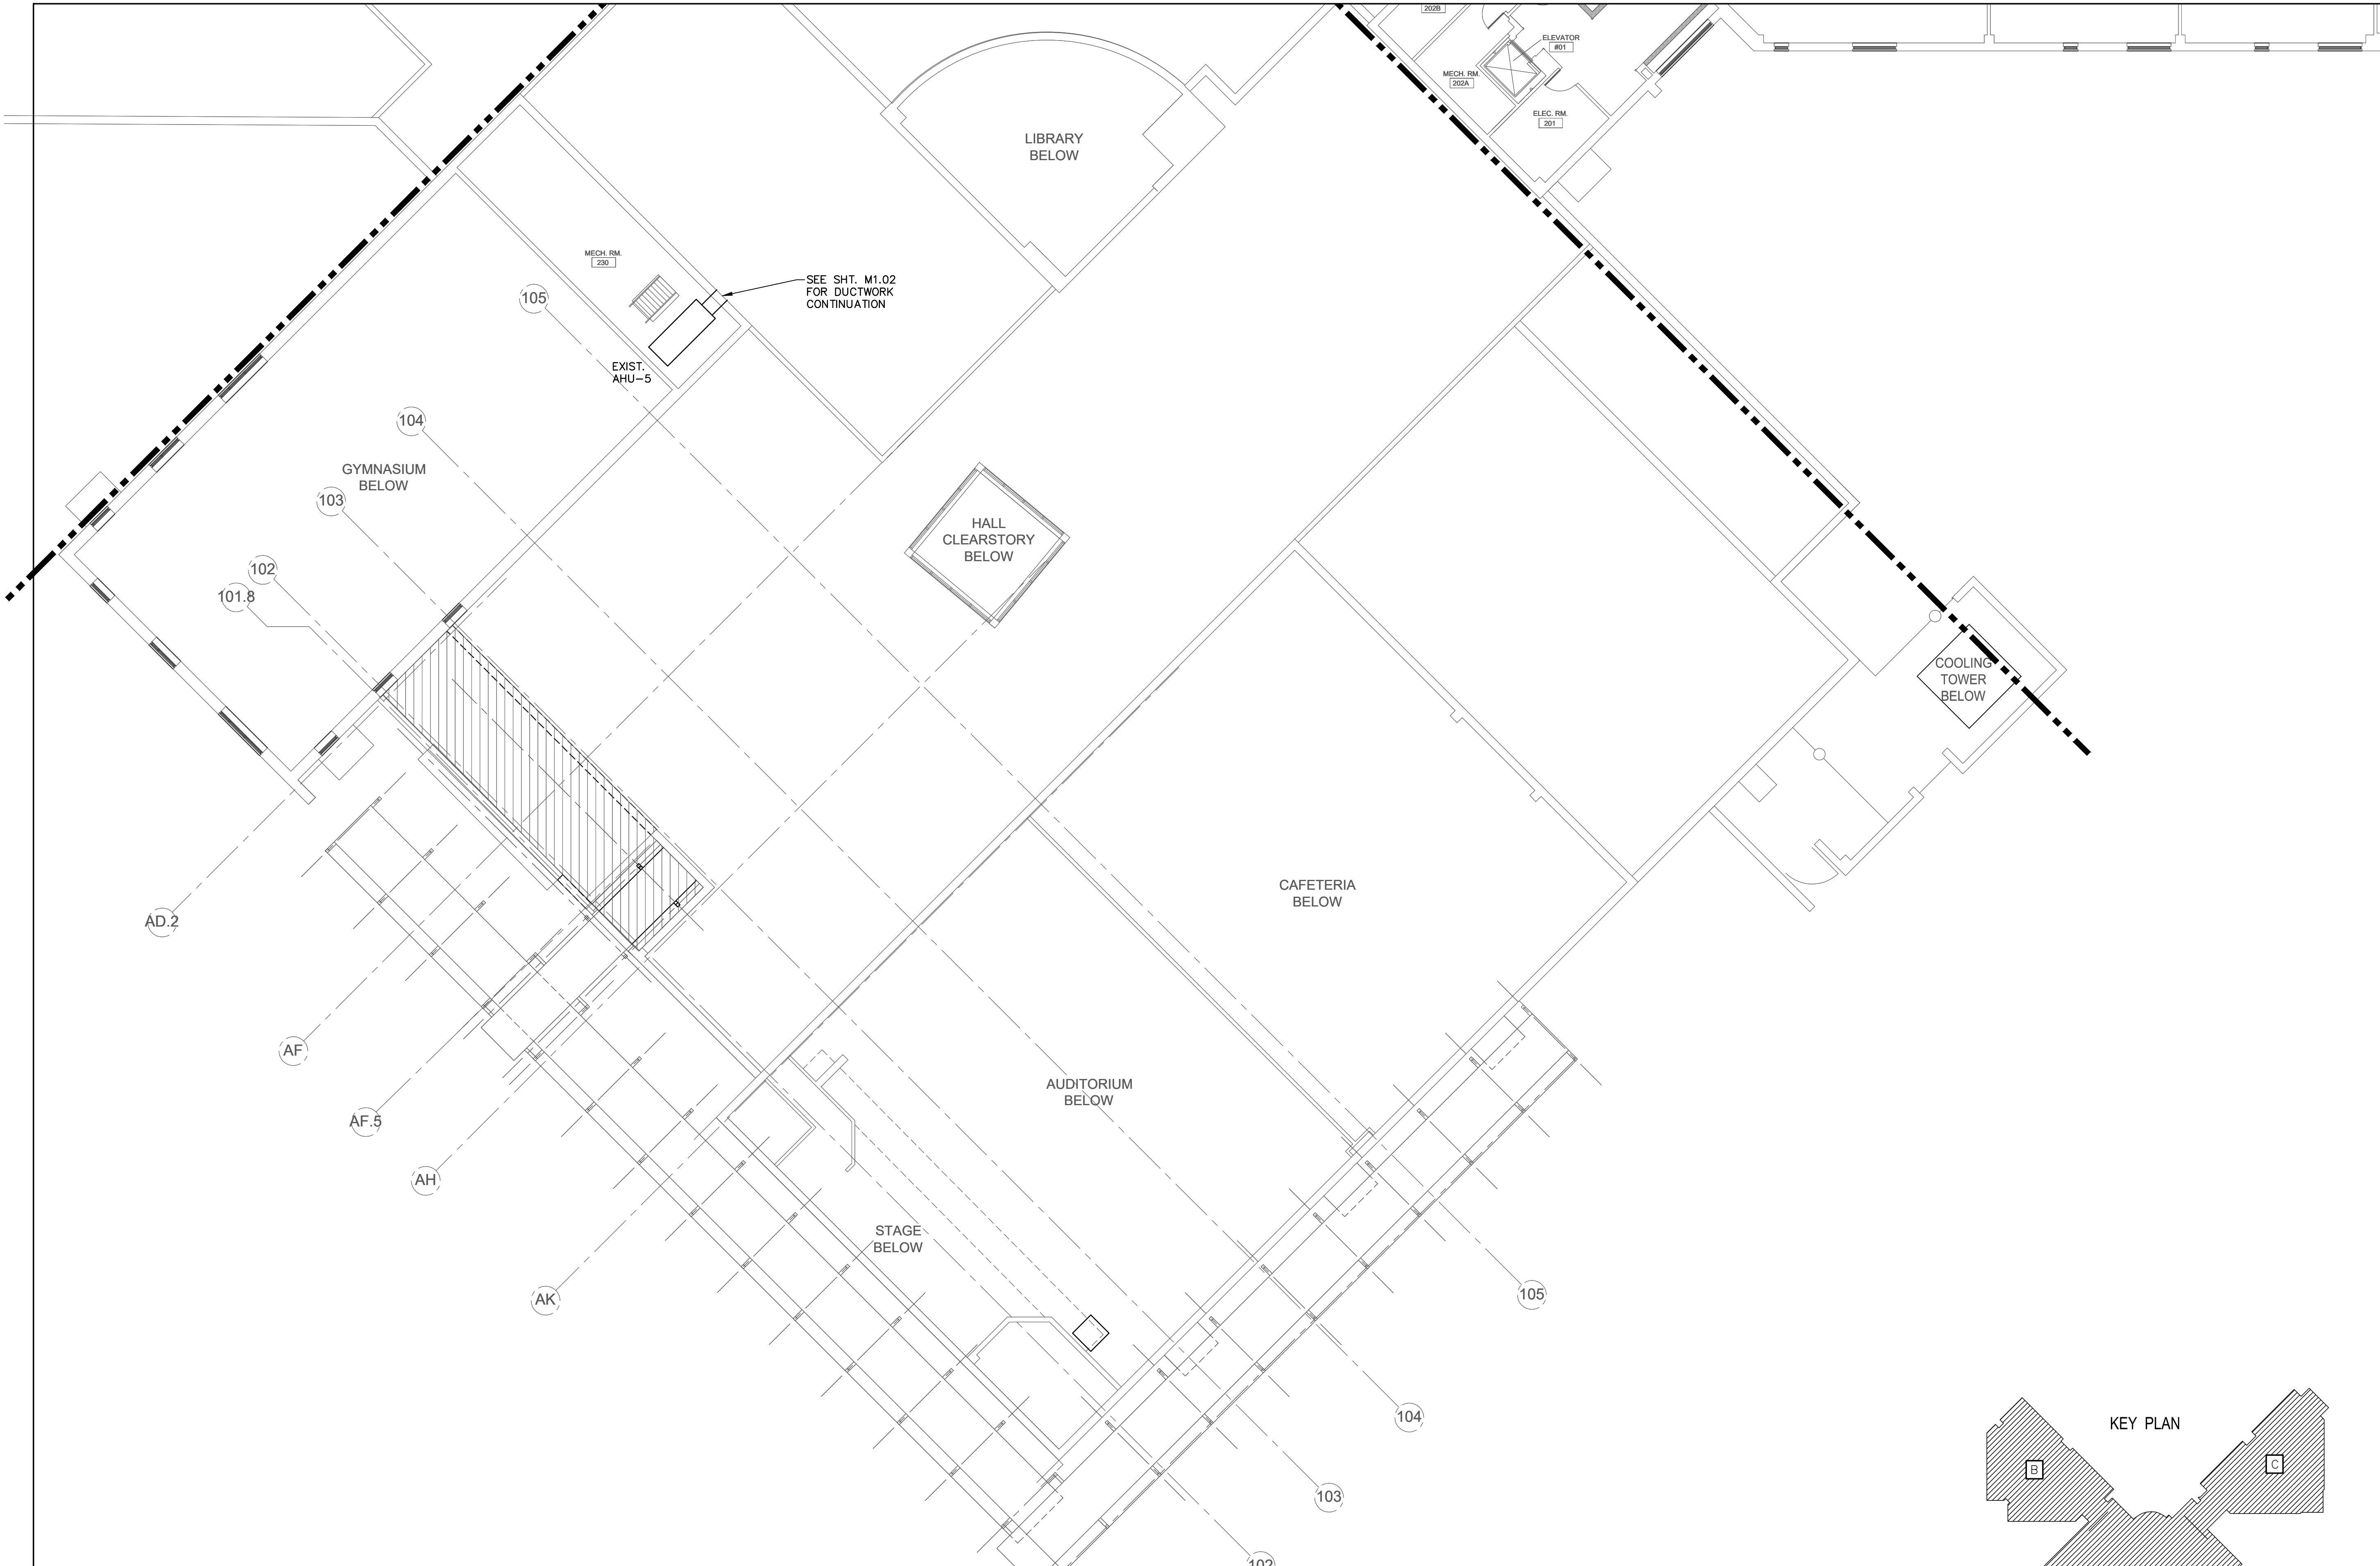 202B
ELEVATOR
#01
MECH. RM.
202A
ELEC. RM.
201
LIBRARY
BELOW
MECH. RM.
230
SEE SHT. M1.02
FOR DUCTWORK
CONTINUATION
105
EXIST.
AHU-5
104
GYMNASIUM
BELOW
103
HALL
CLEARSTORY
BELOW
102
101.8
COOLING
TOWER
BELOW
CAFETERIA
BELOW
AD.2
AF
AUDITORIUM
BELOW
AF.5
AH
STAGE
BELOW
AK
105
104
KEY PLAN
B
C
103
102